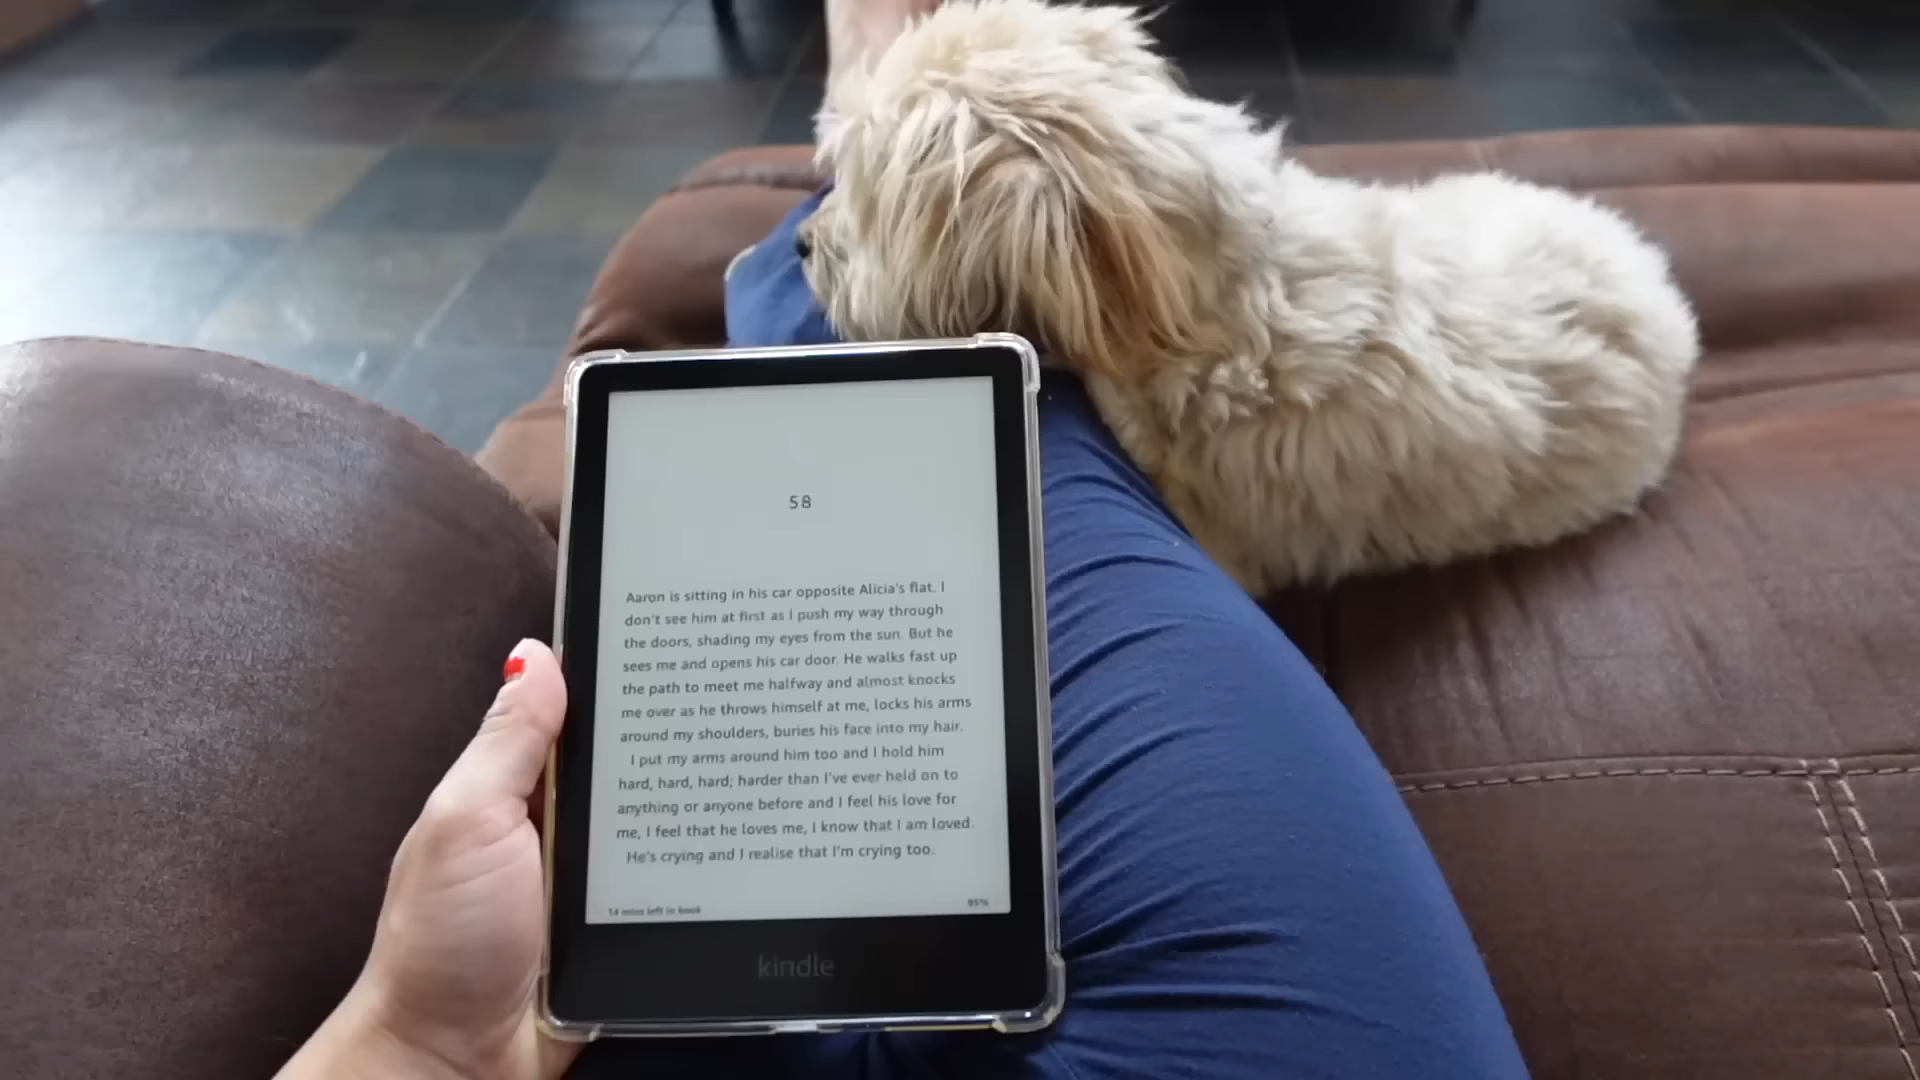 58
Aaron is sitting in his car opposite Alicia's flat. I
don't see him at first as I push my way through
the doors, shading my eyes from the sun. But he
sees me and opens his car door. He walks fast up
the path to meet me halfway and almost knocks
me over as he throws himself at me, locks his arms
around my shoulders, buries his face into my hair.
I put my arms around him too and I hold him
hard, hard, hard; harder than I've ever held on to
anything or anyone before and I feel his love for
me, I feel that he loves me, I know that I am loved.
He's crying and I realise that I'm crying too.
14 mins left in book 95%
kindle